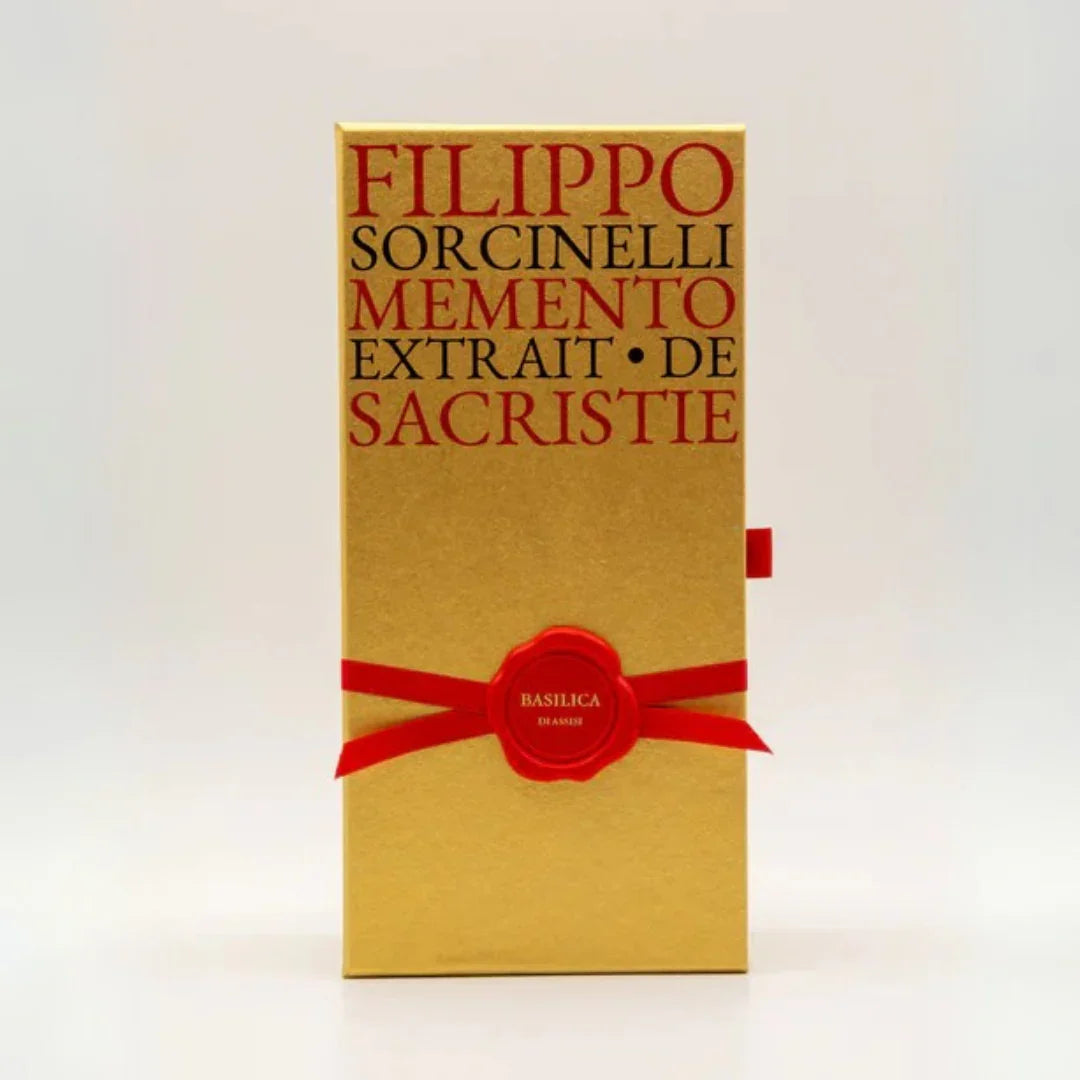 FILIPPO
SORCINELLI
MEMENTO
EXTRAIT • DE
SACRISTIE
BASILICA
DI ASSISI